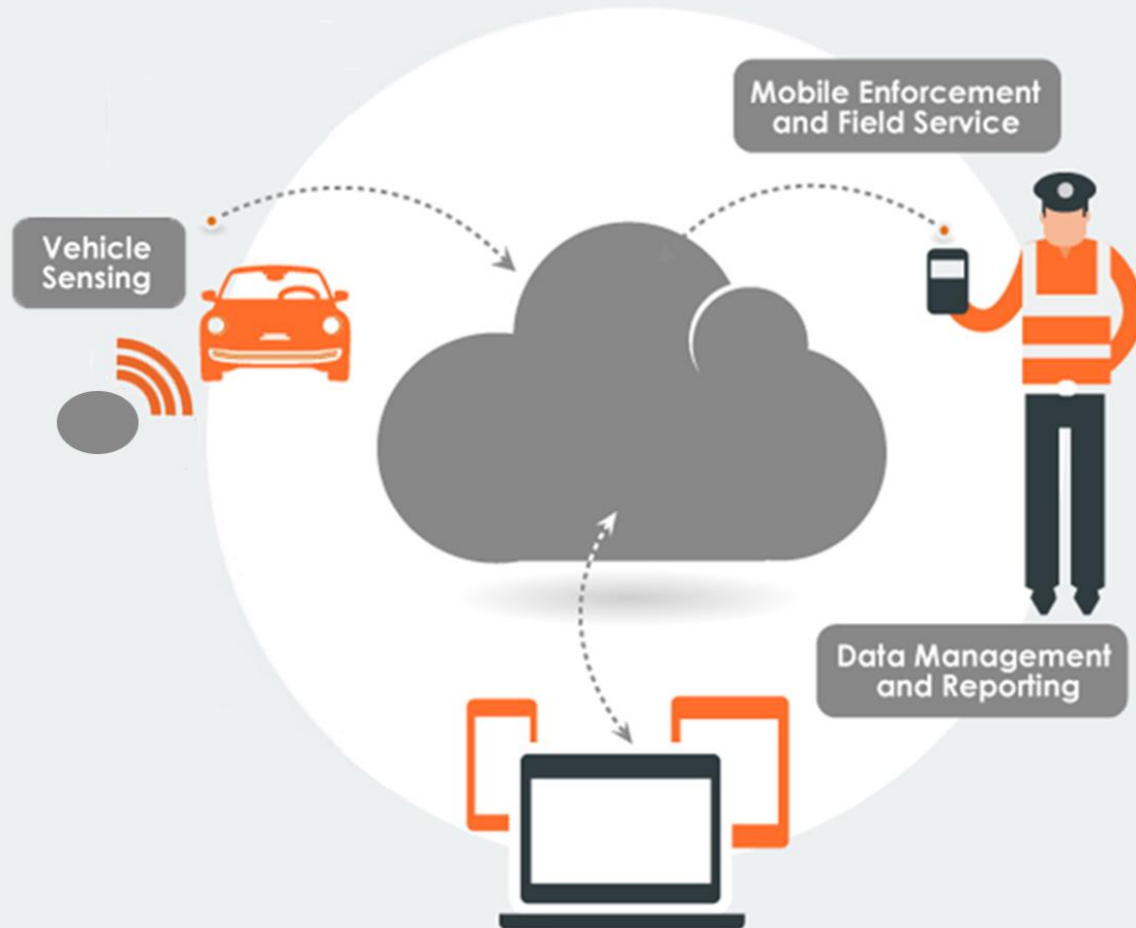 Mobile Enforcement
and Field Service
Vehicle
Sensing
Data Management
and Reporting